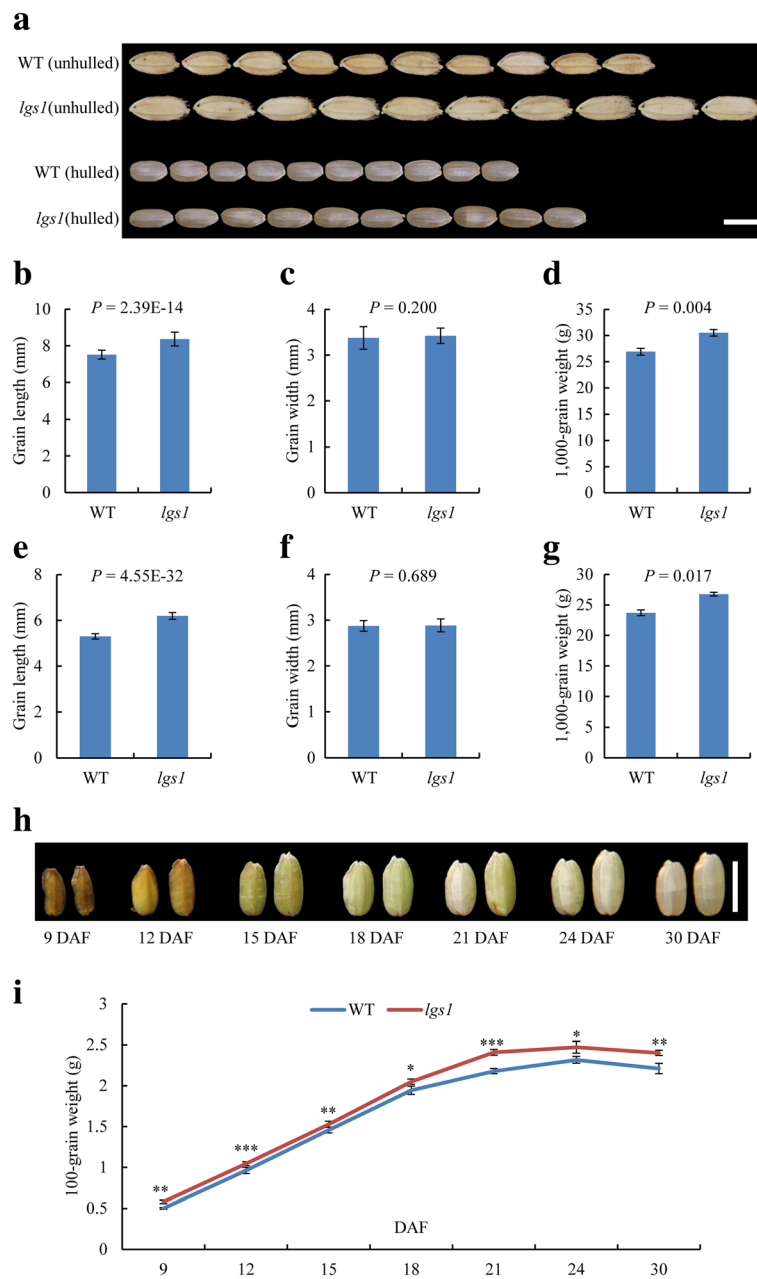 a
WT (unhulled)
lgs1(unhulled)
WT (hulled)
lgs1(hulled)
b
P = 2.39E-14
Grain length (mm)
10
8
6
4
2
0
WT
lgs1
c
P = 0.200
Grain width (mm)
4
3
2
1
0
WT
lgs1
d
P = 0.004
1,000-grain weight (g)
35
30
25
20
15
10
5
0
WT
lgs1
e
P = 4.55E-32
Grain length (mm)
8
6
4
2
0
WT
lgs1
f
P = 0.689
Grain width (mm)
4
3
2
1
0
WT
lgs1
g
P = 0.017
1,000-grain weight (g)
30
25
20
15
10
5
0
WT
lgs1
h
9 DAF 12 DAF 15 DAF 18 DAF 21 DAF 24 DAF 30 DAF
i
WT lgs1
100-grain weight (g)
3
2.5
2
1.5
1
0.5
0
** *** ** * *** * **
DAF
9 12 15 18 21 24 30